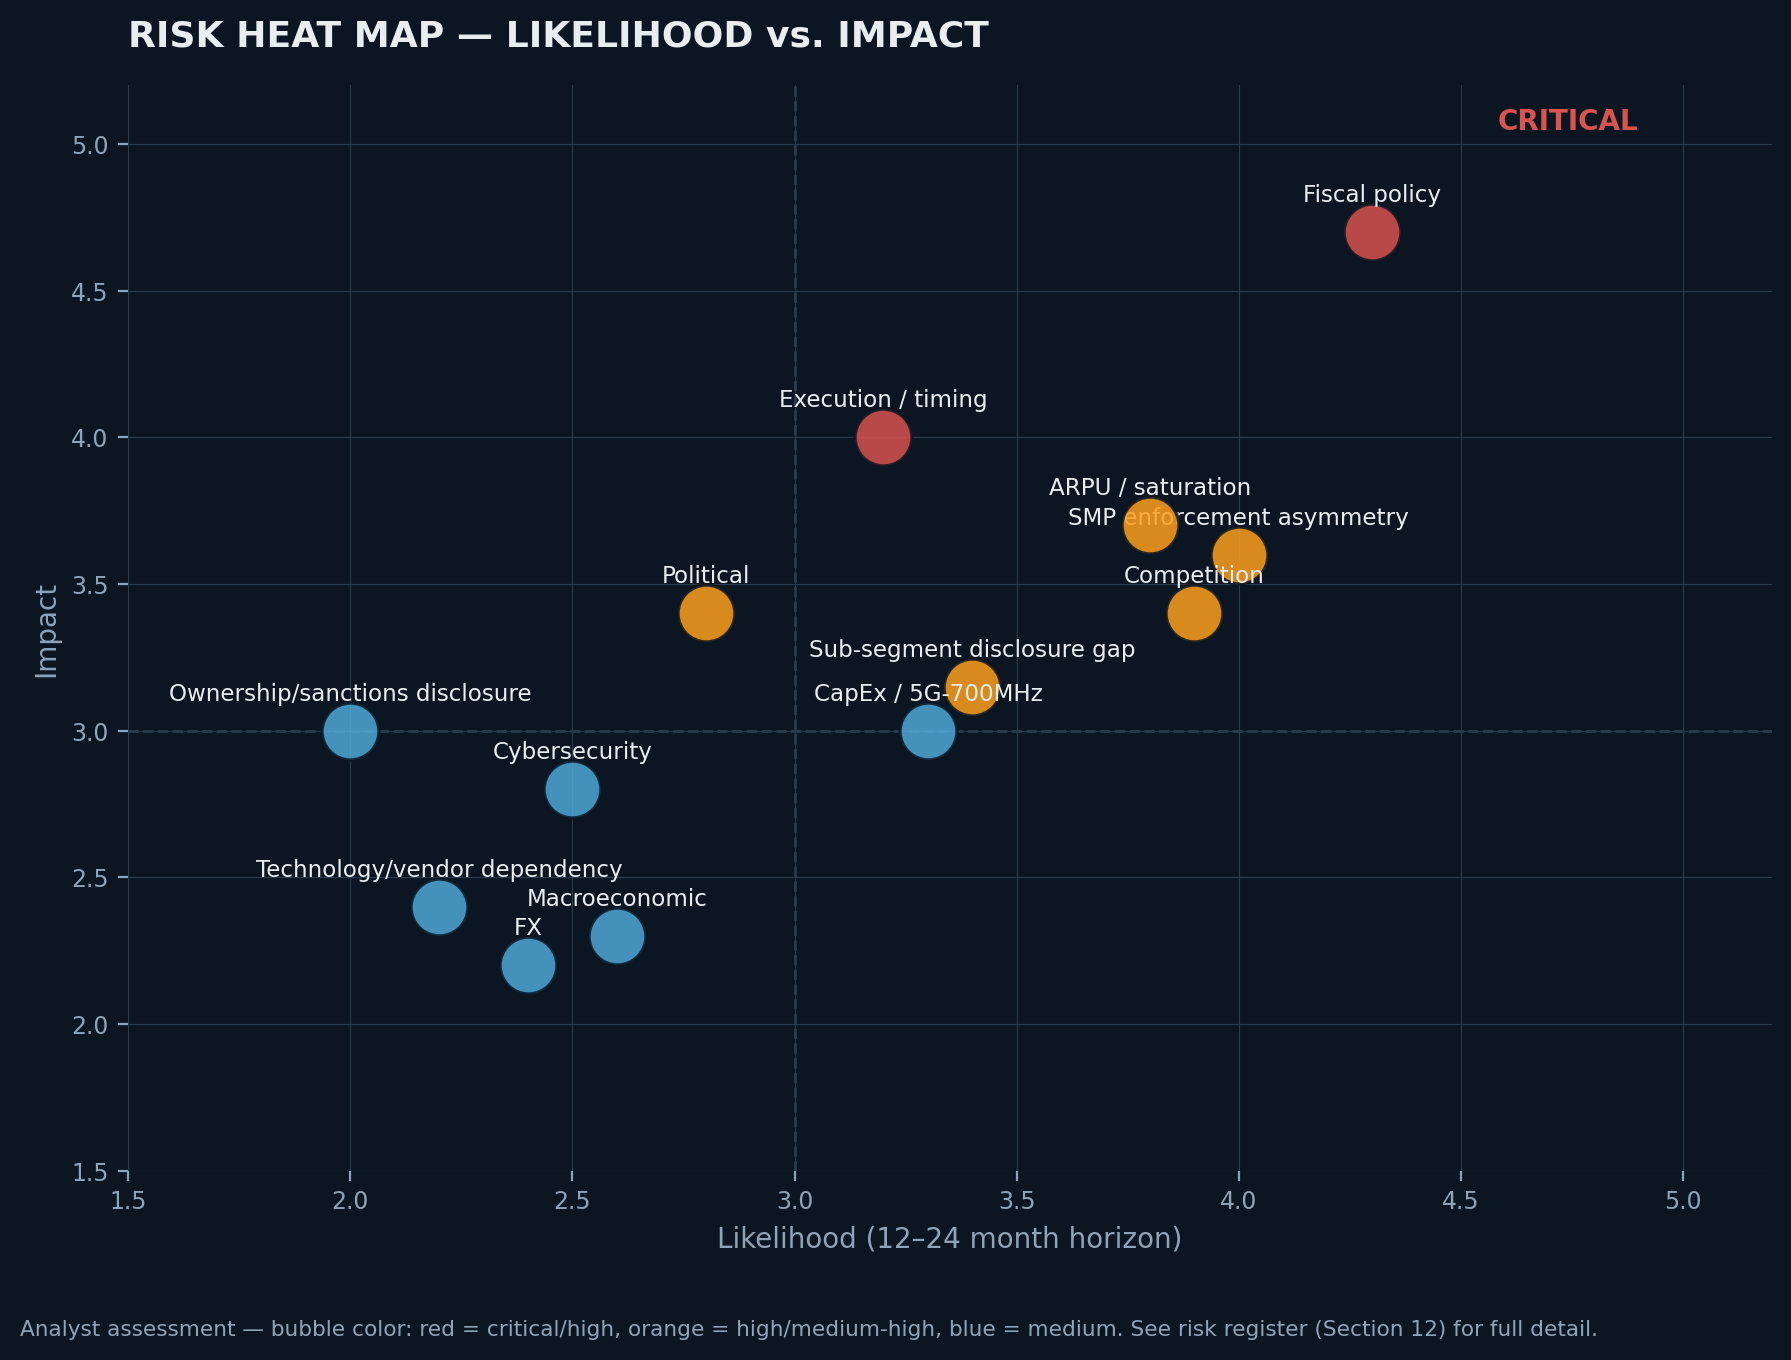 RISK HEAT MAP — LIKELIHOOD vs. IMPACT
CRITICAL
5.0
Fiscal policy
4.5
Execution / timing
4.0
ARPU / saturation
SMP enforcement asymmetry
Political
Competition
3.5
Impact
Sub-segment disclosure gap
Ownership/sanctions disclosure
CapEx / 5G-700MHz
3.0
Cybersecurity
Technology/vendor dependency
2.5
Macroeconomic
FX
2.0
1.5
1.5 2.0 2.5 3.0 3.5 4.0 4.5 5.0
Likelihood (12–24 month horizon)
Analyst assessment — bubble color: red = critical/high, orange = high/medium-high, blue = medium. See risk register (Section 12) for full detail.